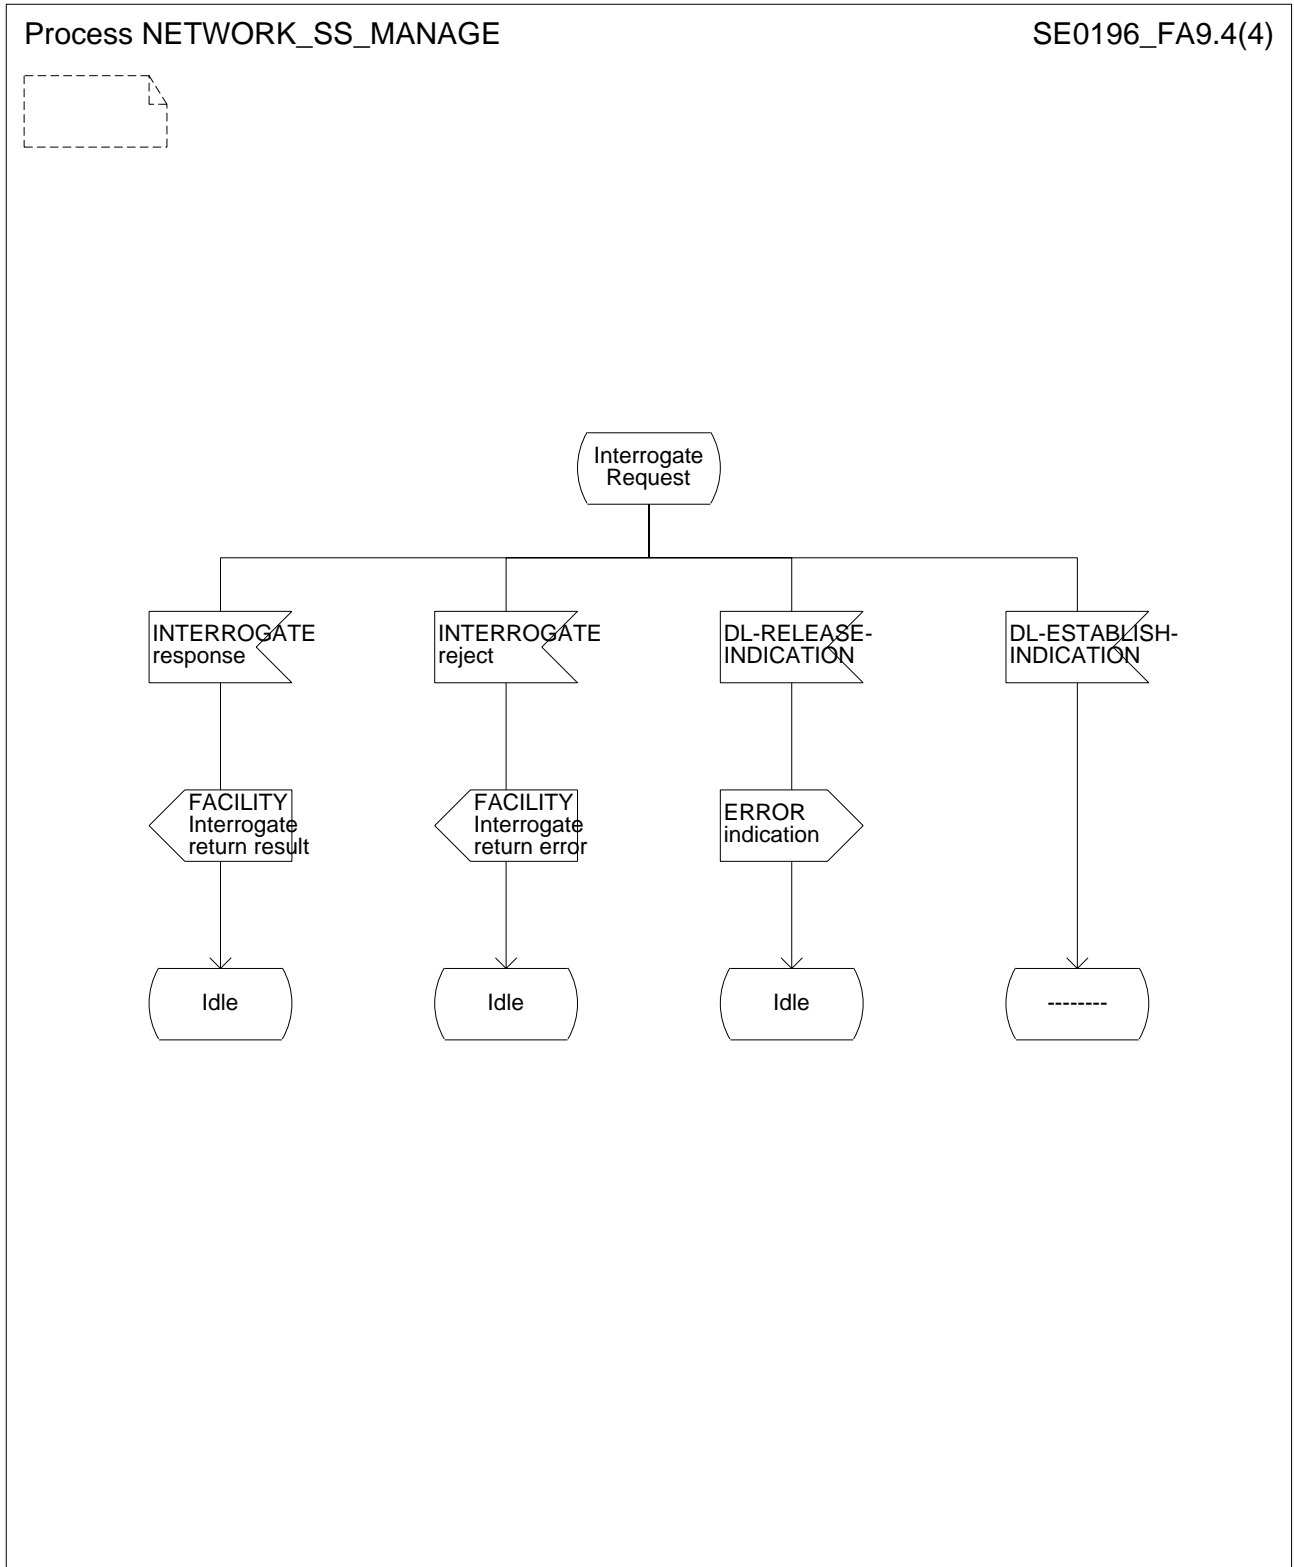 Process NETWORK_SS_MANAGE
SE0196_FA9.4(4)
Interrogate
Request
INTERROGATE
response
INTERROGATE
reject
DL-RELEASE-
INDICATION
DL-ESTABLISH-
INDICATION
FACILITY
Interrogate
return result
FACILITY
Interrogate
return error
ERROR
indication
Idle
Idle
Idle
--------